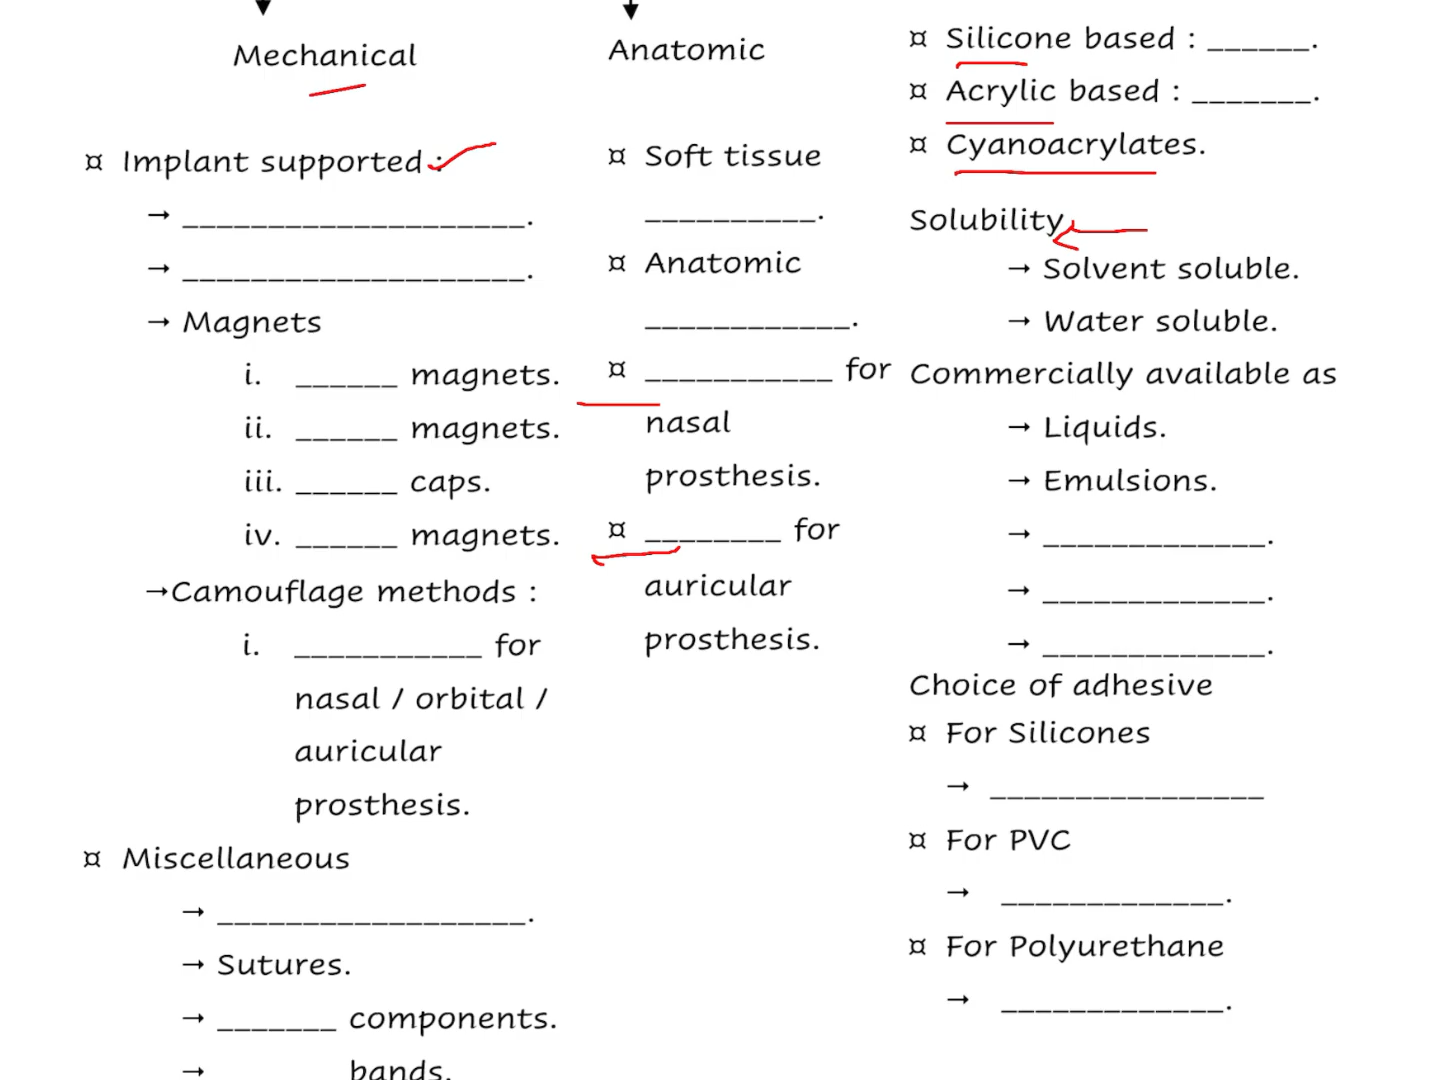 Mechanical
¤ Implant supported :
→ ____________________.
→ ____________________.
→ Magnets
i. ______ magnets.
ii. ______ magnets.
iii. ______ caps.
iv. ______ magnets.
→Camouflage methods :
i. ___________ for
nasal / orbital /
auricular
prosthesis.
¤ Miscellaneous
→ __________________.
→ Sutures.
→ _______ components.
→ _______ bands.
Anatomic
¤ Soft tissue
__________.
¤ Anatomic
____________.
¤ ___________ for
nasal
prosthesis.
¤ ________ for
auricular
prosthesis.
¤ Silicone based : ______.
¤ Acrylic based : _______.
¤ Cyanoacrylates.
Solubility
→ Solvent soluble.
→ Water soluble.
Commercially available as
→ Liquids.
→ Emulsions.
→ _____________.
→ _____________.
→ _____________.
Choice of adhesive
¤ For Silicones
→ ________________
¤ For PVC
→ _____________.
¤ For Polyurethane
→ _____________.